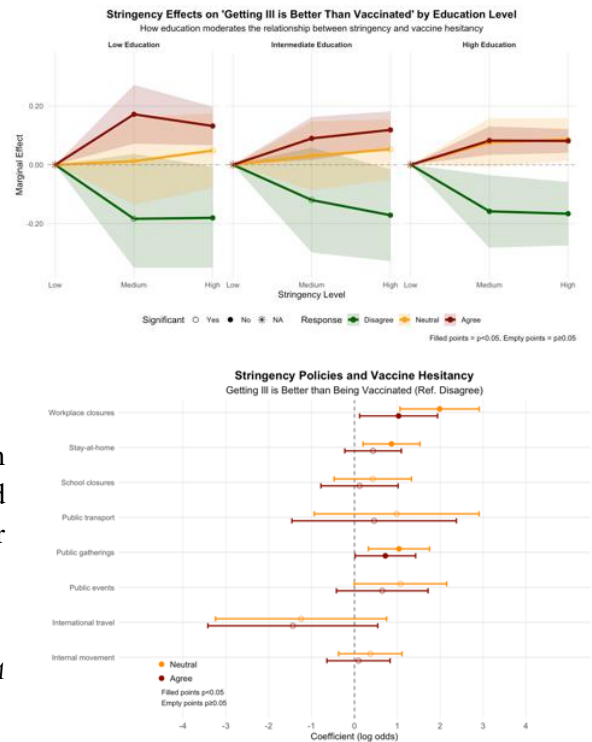 Stringency Effects on 'Getting Ill is Better Than Vaccinated' by Education Level
How education moderates the relationship between stringency and vaccine hesitancy
Low Education Intermediate Education High Education
Marginal Effect
0.20
0.00
-0.20
Low Medium High Low Medium High Low Medium High
Stringency Level
Significant Yes No NA Response Disagree Neutral Agree
Filled points = p<0.05, Empty points = p≥0.05
Stringency Policies and Vaccine Hesitancy
Getting Ill is Better than Being Vaccinated (Ref. Disagree)
Workplace closures
Stay-at-home
School closures
Public transport
Public gatherings
Public events
International travel
Internal movement
Neutral
Agree
Filled points p<0.05
Empty points p≥0.05
-4 -3 -2 -1 0 1 2 3 4
Coefficient (log odds)